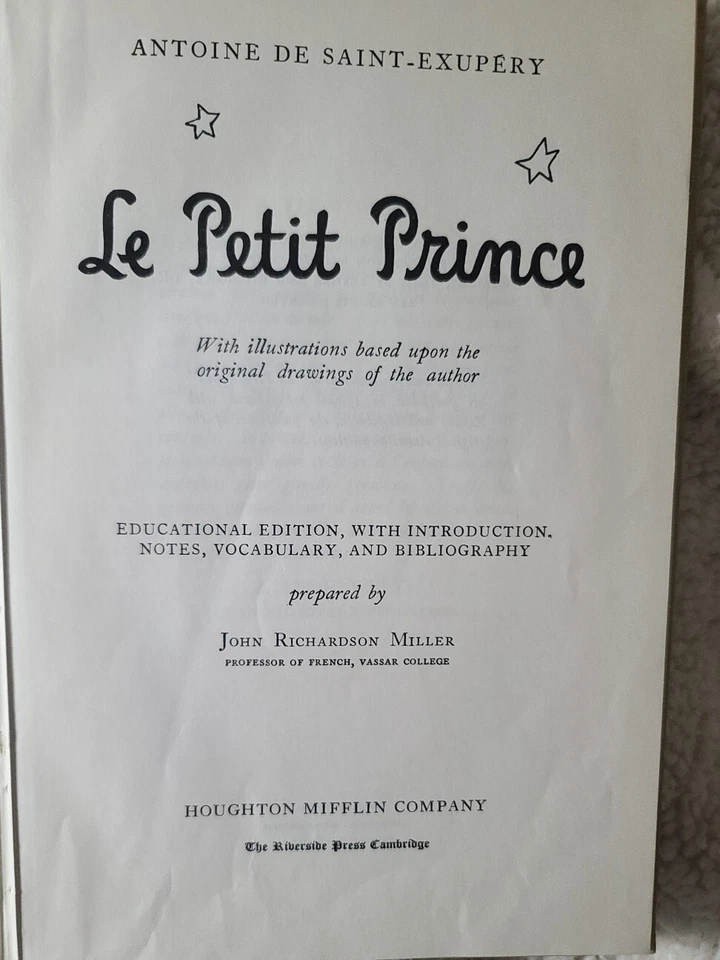 ANTOINE DE SAINT-EXUPÉRY
Le Petit Prince
With illustrations based upon the
original drawings of the author
EDUCATIONAL EDITION, WITH INTRODUCTION,
NOTES, VOCABULARY, AND BIBLIOGRAPHY
prepared by
JOHN RICHARDSON MILLER
PROFESSOR OF FRENCH, VASSAR COLLEGE
HOUGHTON MIFFLIN COMPANY
The Riverside Press Cambridge